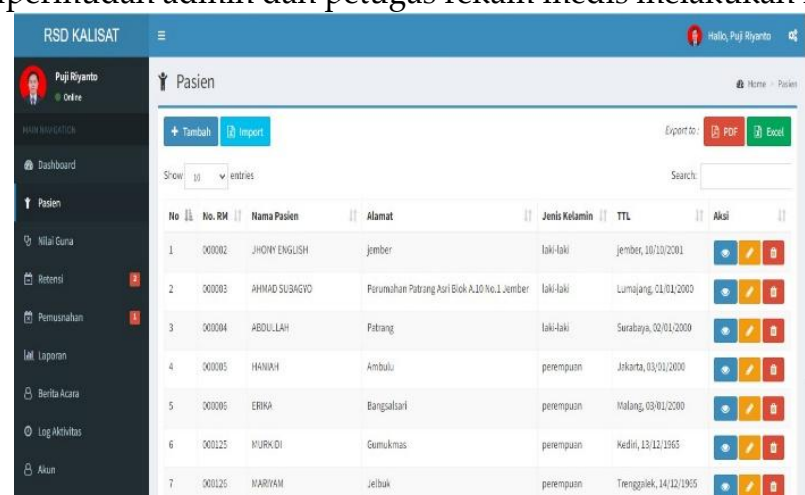 RSD KALISAT
Hallo, Puji Riyanto
Puji Riyanto
Online
MAIN NAVIGATION
Dashboard
Pasien
Nilai Guna
Retensi 2
Pemusnahan 1
Laporan
Berita Acara
Log Aktivitas
Akun
Pasien
Home > Pasien
+ Tambah Import Export to : PDF Excel
Show 10 entries Search:
No No. RM Nama Pasien Alamat Jenis Kelamin TTL Aksi
1 000002 JHONY ENGLISH jember laki-laki jember, 10/10/2001
2 000003 AHMAD SUBAGYO Perumahan Patrang Asri Blok A.10 No.1 Jember laki-laki Lumajang, 01/01/2000
3 000004 ABDULLAH Patrang laki-laki Surabaya, 02/01/2000
4 000005 HANIAH Ambulu perempuan Jakarta, 03/01/2000
5 000006 ERIKA Bangsalsari perempuan Malang, 03/01/2000
6 000125 MURKIDI Gumukmas perempuan Kediri, 13/12/1965
7 000126 MARIYAM Jelbuk perempuan Trenggalek, 14/12/1965